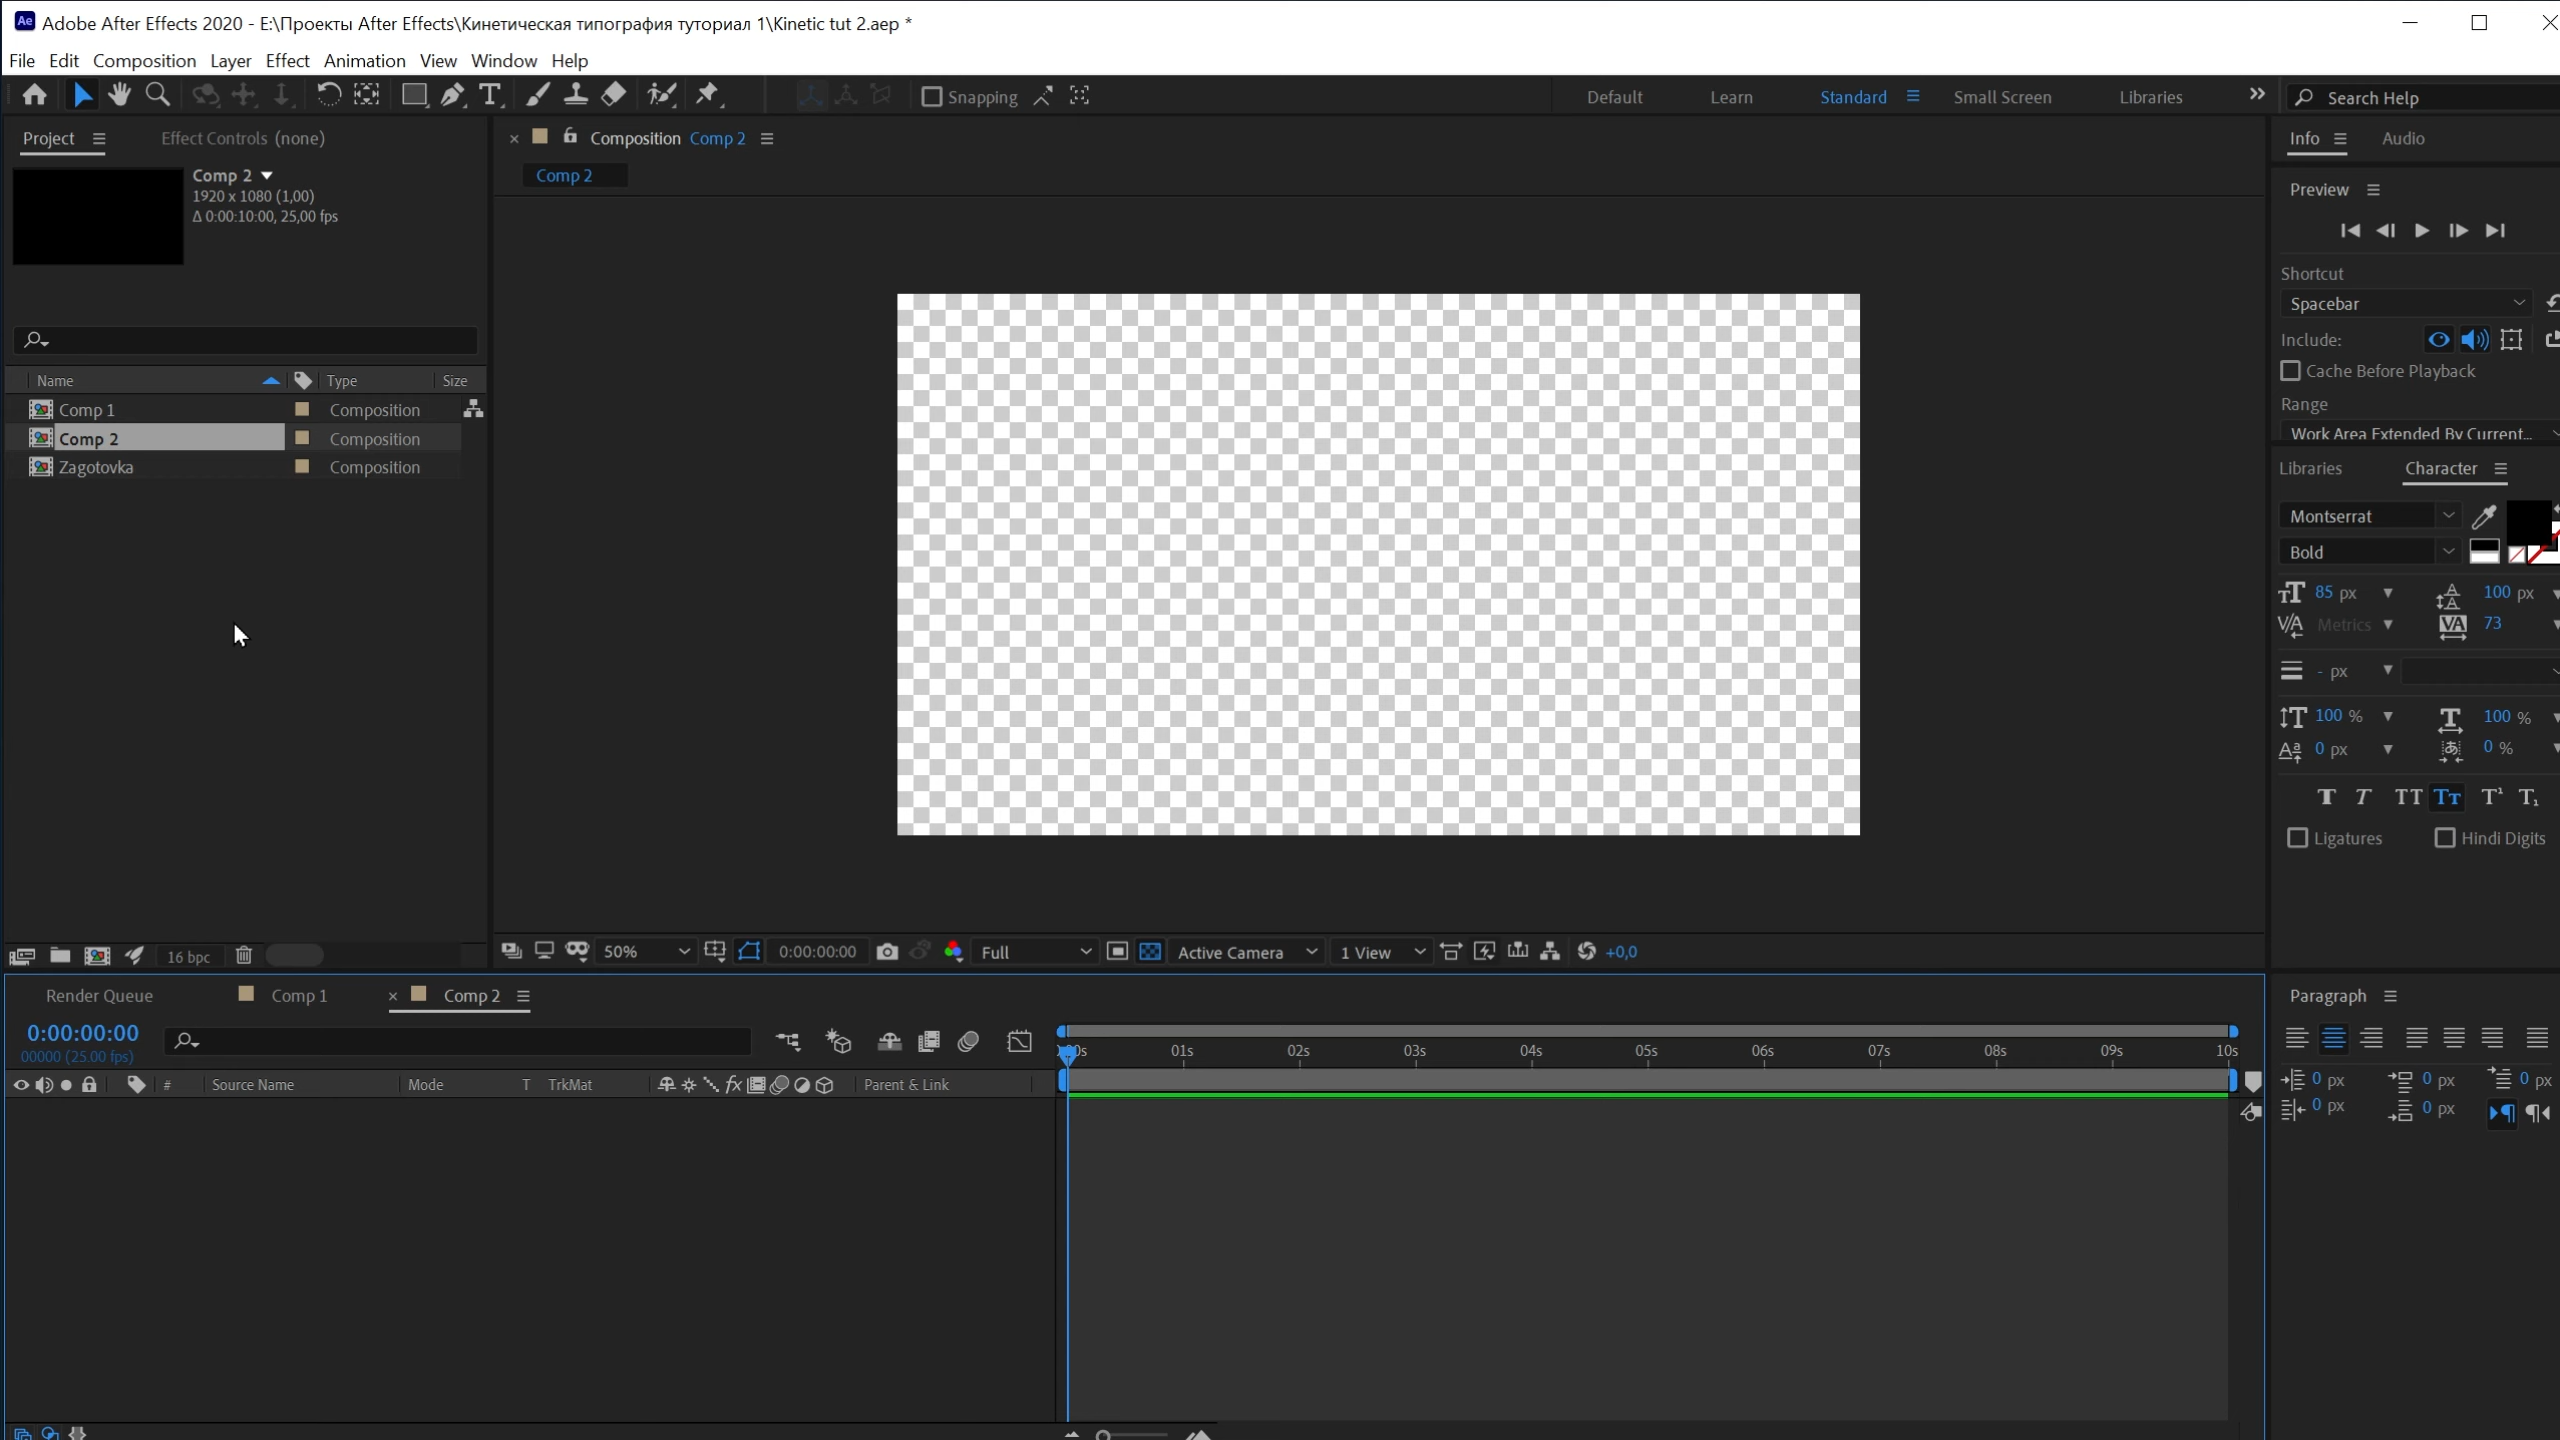 Ae Adobe After Effects 2020 - E:\Проекты After Effects\Кинетическая типография туториал 1\Kinetic tut 2.aep *
File Edit Composition Layer Effect Animation View Window Help
Snapping Default Learn Standard Small Screen Libraries Search Help
Project Effect Controls (none)
Comp 2
1920 x 1080 (1,00)
Δ 0:00:10:00, 25,00 fps
Name Type Size
Comp 1 Composition
Comp 2 Composition
Zagotovka Composition
16 bpc
Composition Comp 2
Comp 2
50% 0:00:00:00 Full Active Camera 1 View +0,0
Info Audio
Preview
Shortcut
Spacebar
Include:
Cache Before Playback
Range
Work Area Extended By Current...
Libraries Character
Montserrat
Bold
85 px 100 px
Metrics 73
- px
100 % 100 %
0 px 0 %
Ligatures Hindi Digits
Render Queue Comp 1 Comp 2
0:00:00:00
00000 (25.00 fps)
01s 02s 03s 04s 05s 06s 07s 08s 09s 10s
# Source Name Mode T TrkMat fx Parent & Link
Paragraph
0 px 0 px 0 px
0 px 0 px